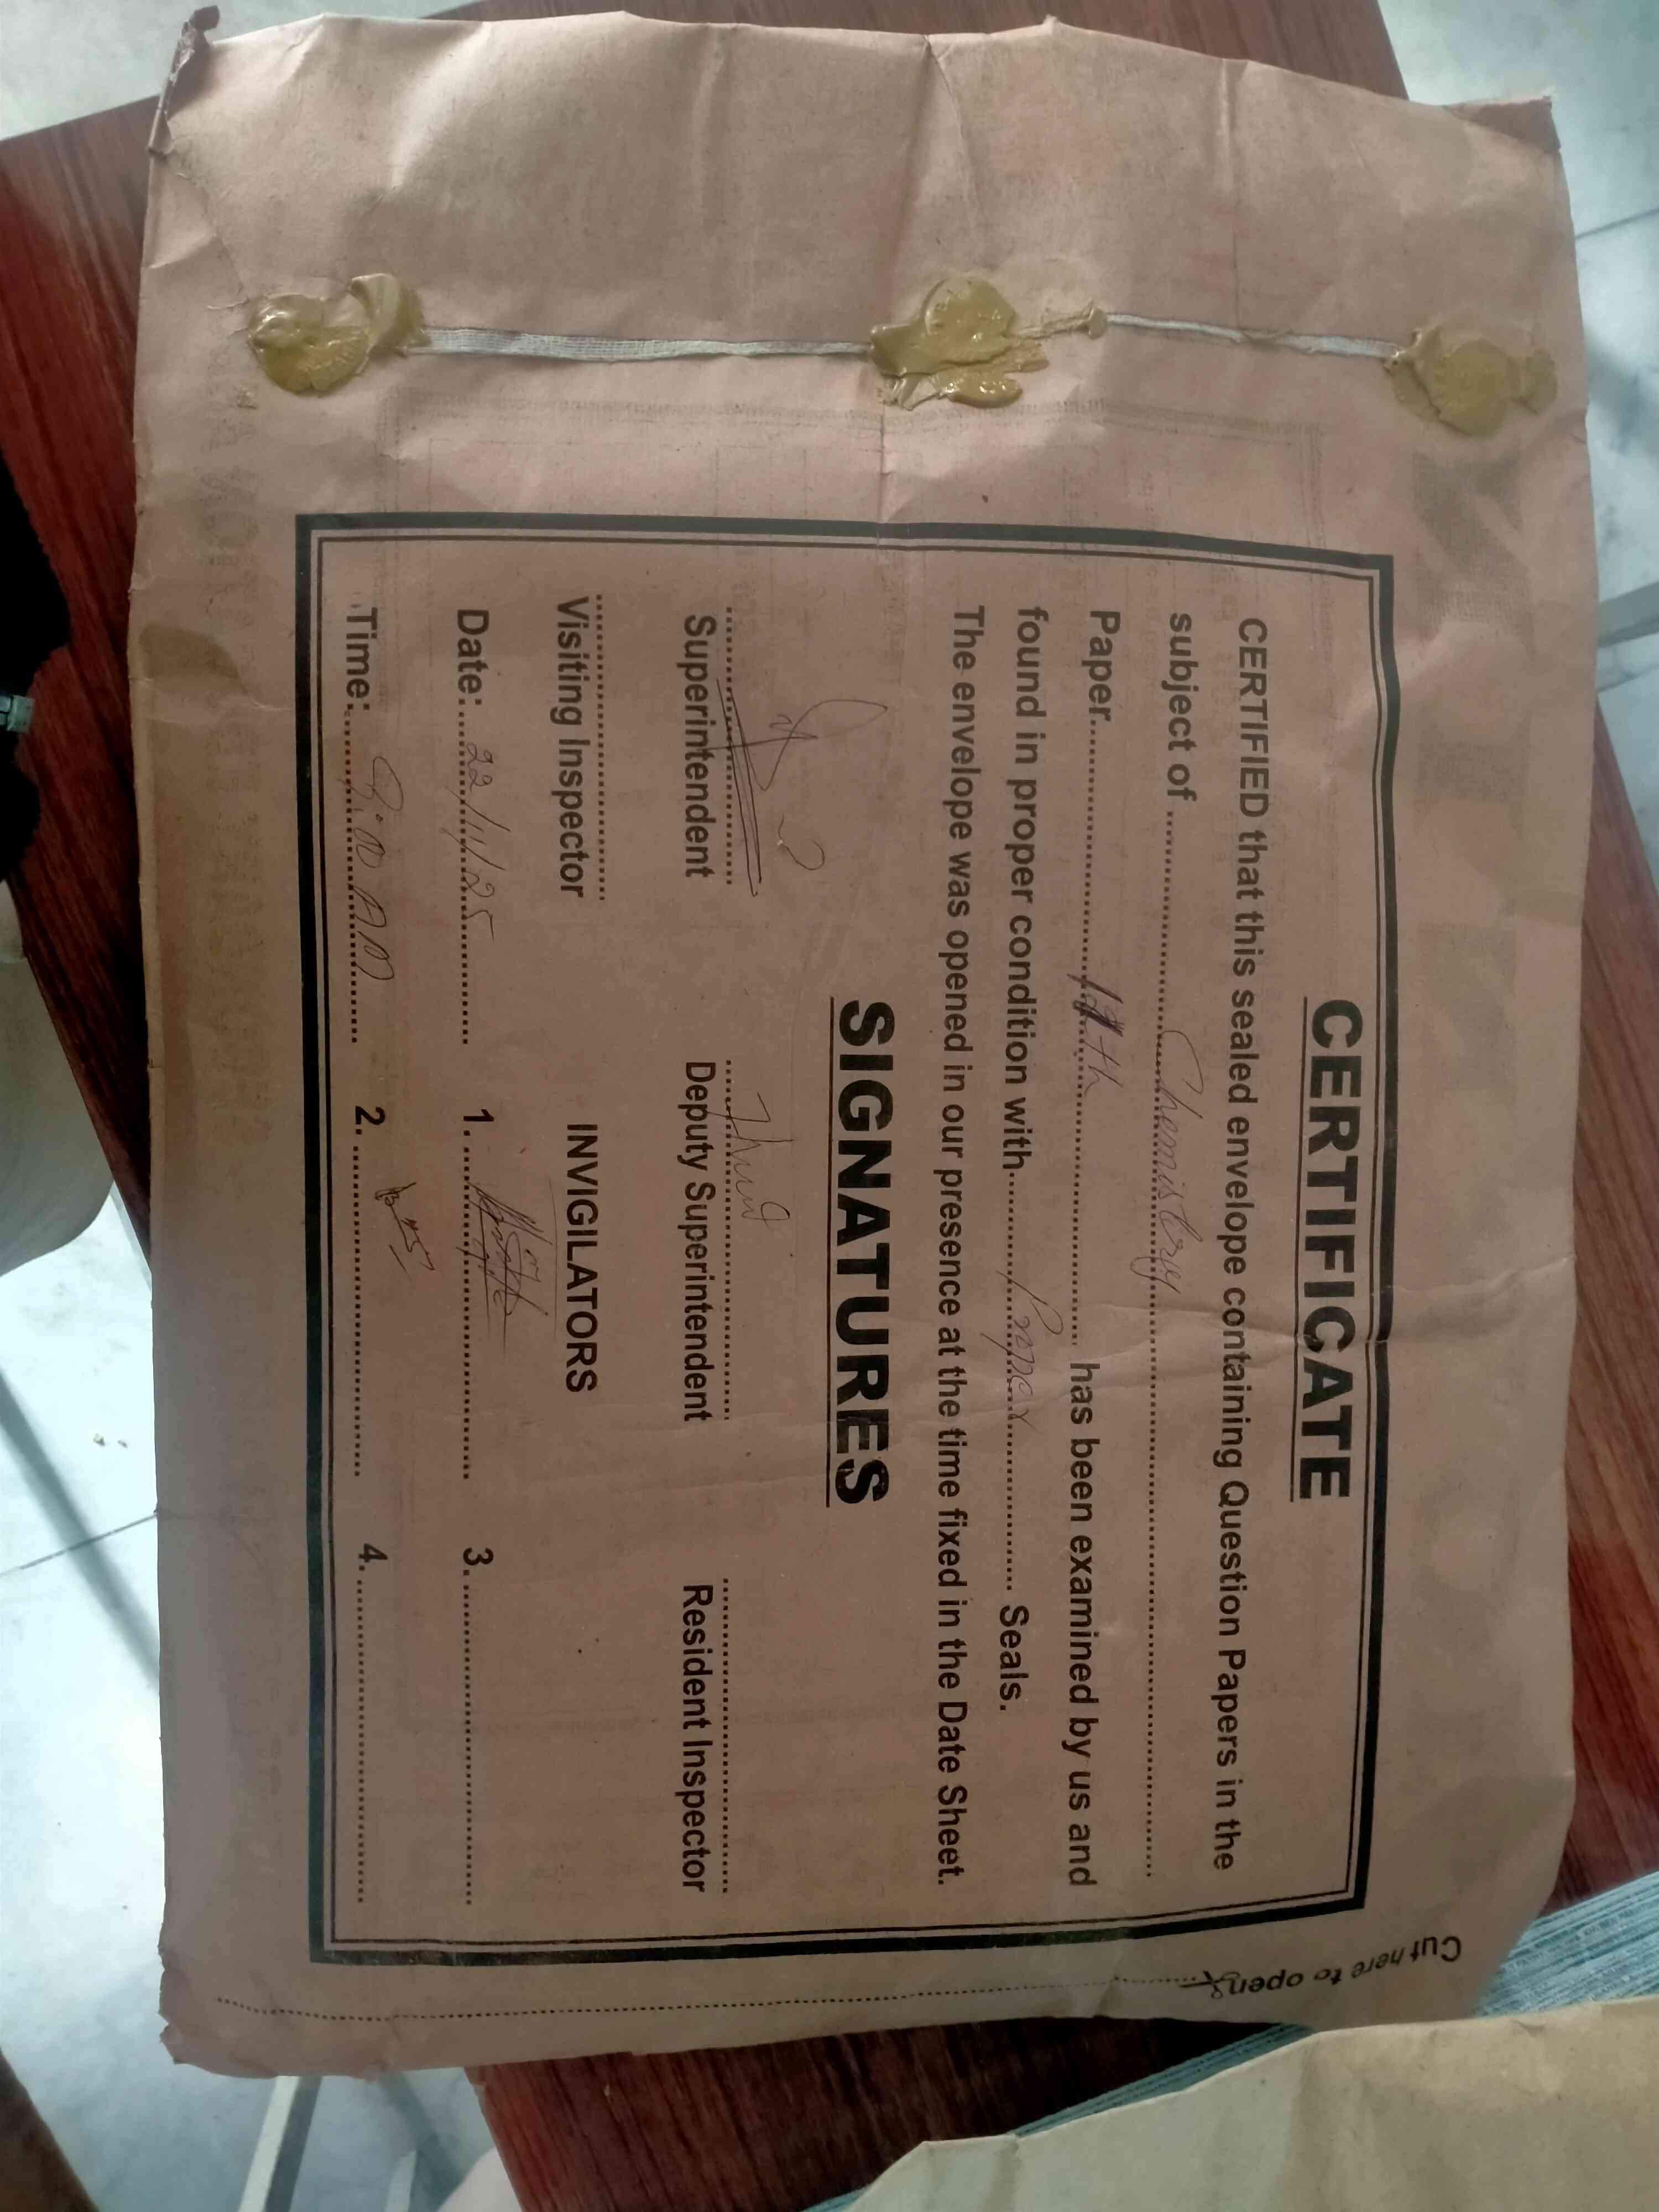 CERTIFICATE
CERTIFIED that this sealed envelope containing Question Papers in the
subject of ..........Chemistry..........
Paper.......... 11th .......... has been examined by us and
found in proper condition with.......... Proper .......... Seals.
The envelope was opened in our presence at the time fixed in the Date Sheet.
SIGNATURES
Superintendent Deputy Superintendent Resident Inspector
Visiting Inspector INVIGILATORS
Date:... 22/11/25 .......... 1. .......... 3. ..........
Time:... :00 AM .......... 2. .......... 4. ..........
Cut here to open